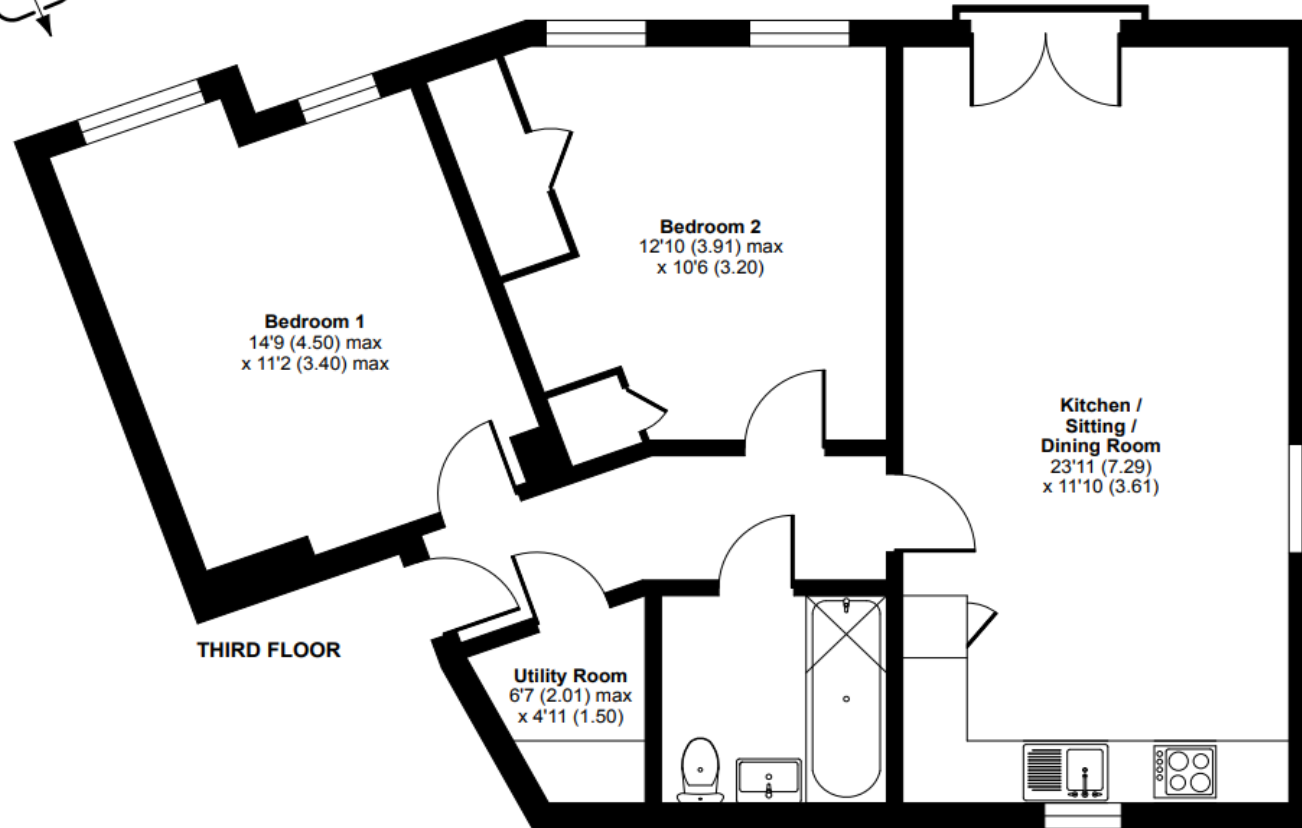 Bedroom 2
12'10 (3.91) max
x 10'6 (3.20)
Bedroom 1
14'9 (4.50) max
x 11'2 (3.40) max
Kitchen /
Sitting /
Dining Room
23'11 (7.29)
x 11'10 (3.61)
THIRD FLOOR
Utility Room
6'7 (2.01) max
x 4'11 (1.50)